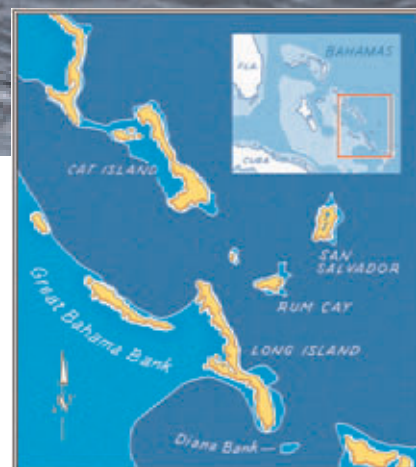 BAHAMAS
FLA.
CUBA
CAT ISLAND
SAN
SALVADOR
RUM CAY
Great Bahama Bank
LONG ISLAND
N
Diana Bank